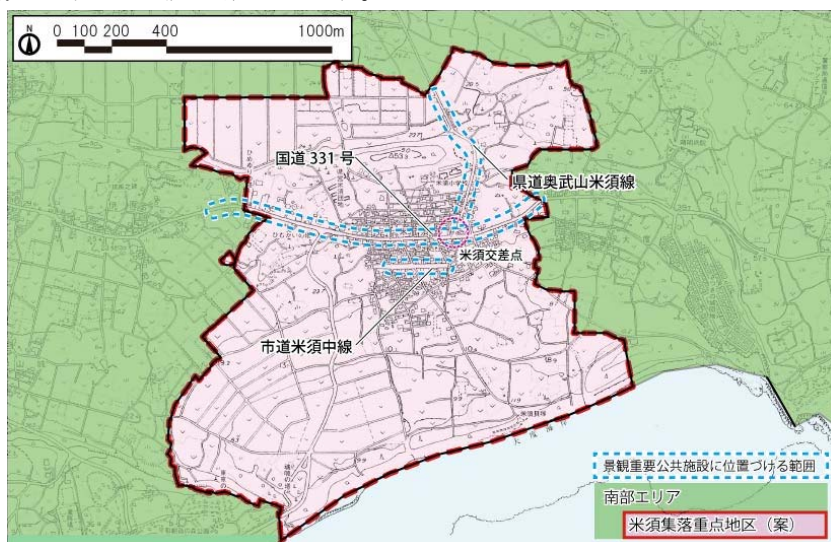 N
0 100 200 400 1000m
国道 331 号
県道奥武山米須線
米須交差点
市道米須中線
景観重要公共施設に位置づける範囲
南部エリア
米須集落重点地区（案）